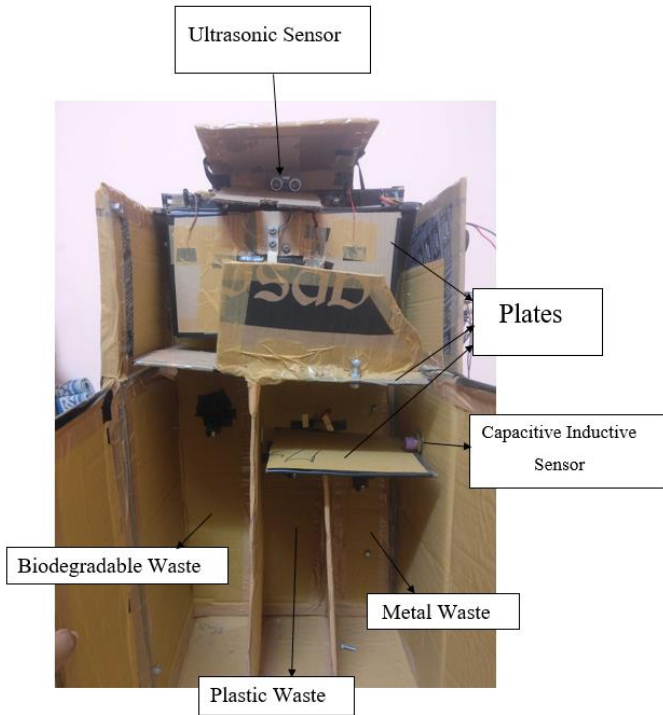 Ultrasonic Sensor
Plates
Capacitive Inductive
Sensor
Biodegradable Waste
Metal Waste
Plastic Waste